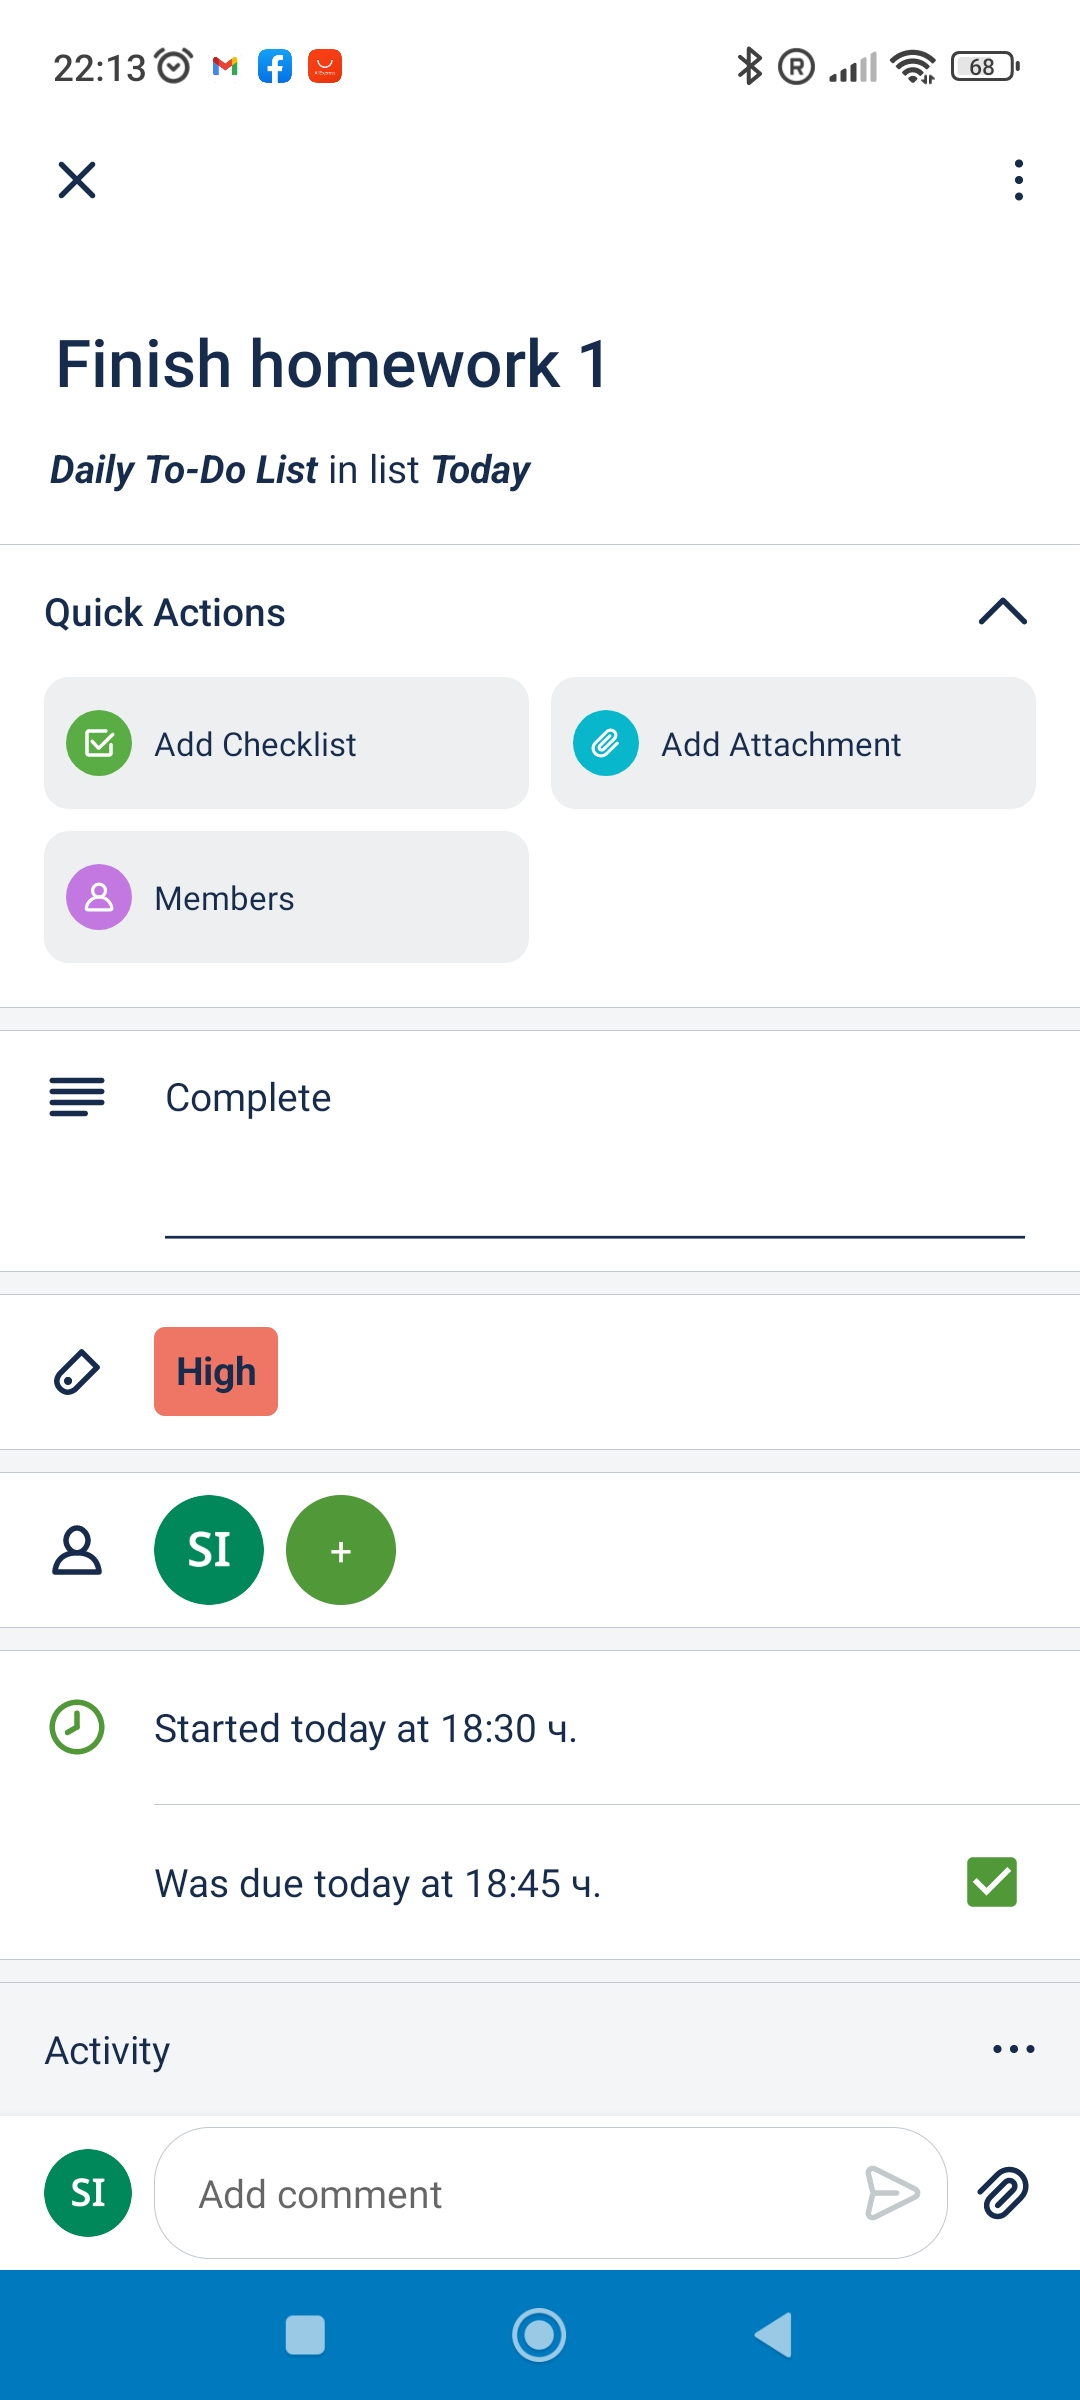 22:13 68
Finish homework 1
Daily To-Do List in list Today
Quick Actions
Add Checklist Add Attachment
Members
Complete
High
SI +
Started today at 18:30 ч.
Was due today at 18:45 ч.
Activity
SI Add comment